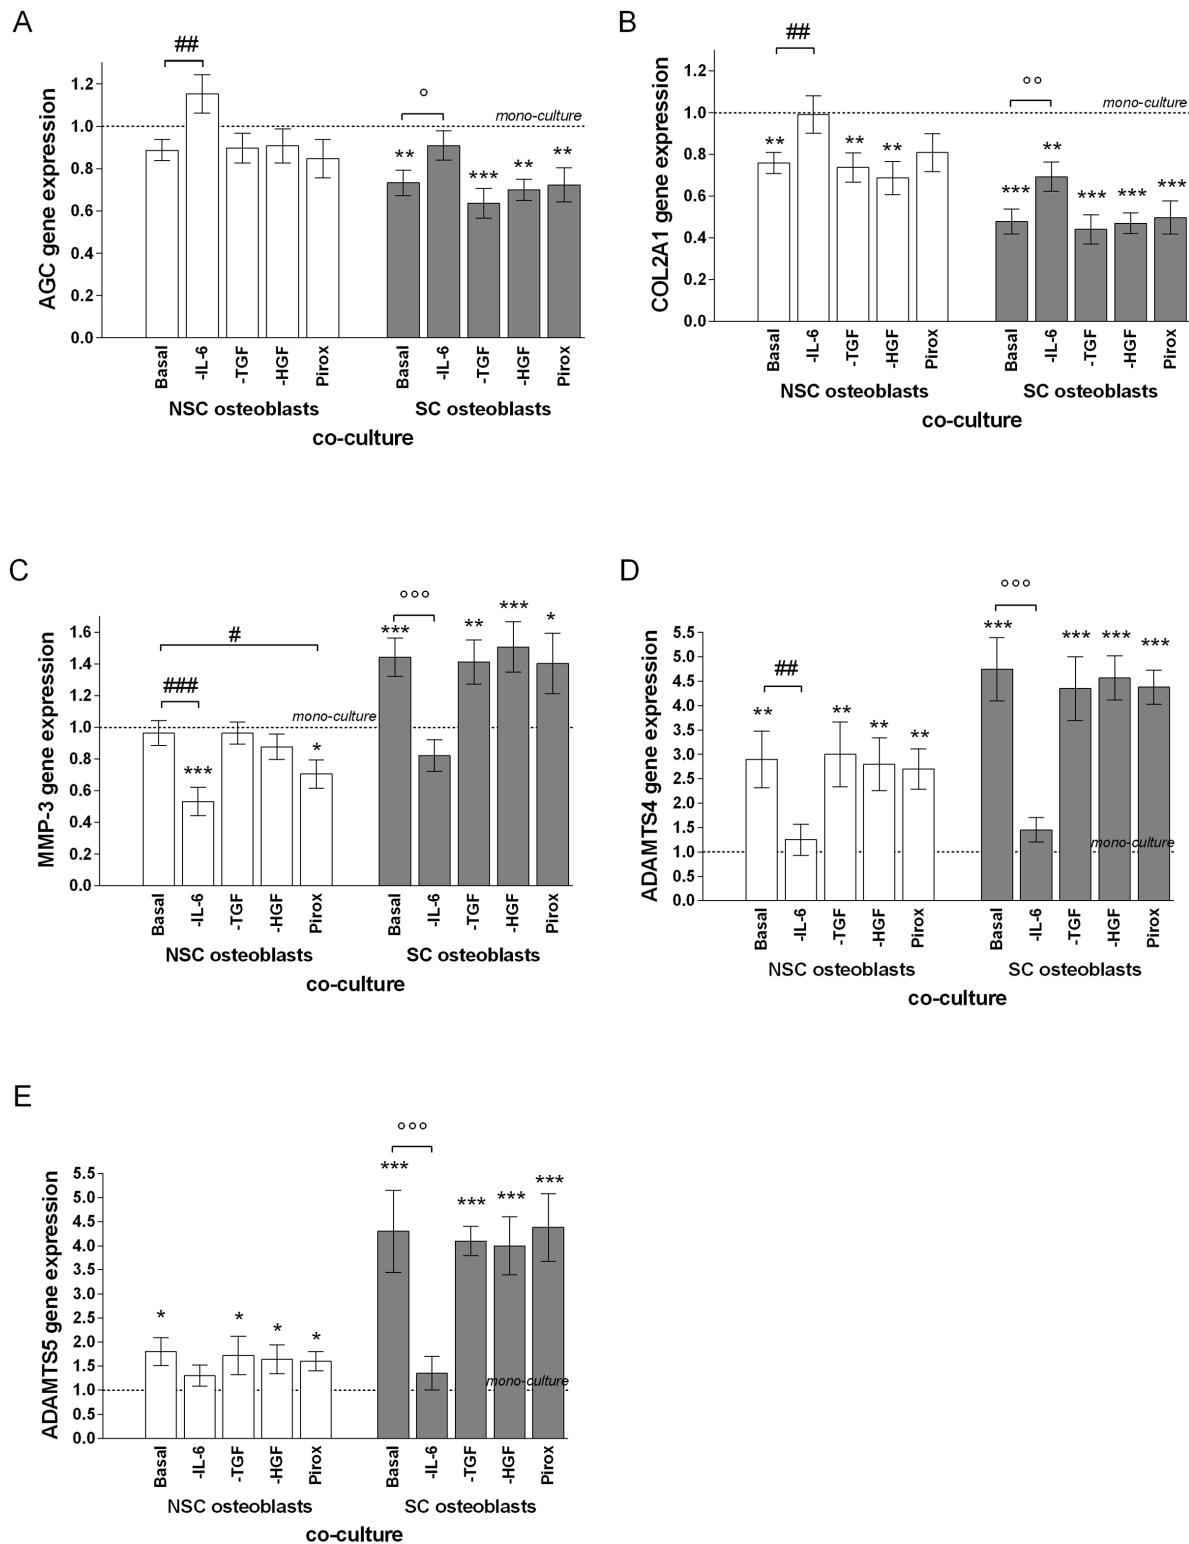 A
AGC gene expression
1.2
1.0
0.8
0.6
0.4
0.2
0.0
##
°
mono-culture
**
***
**
**
Basal
-IL-6
-TGF
-HGF
Pirox
Basal
-IL-6
-TGF
-HGF
Pirox
NSC osteoblasts
SC osteoblasts
co-culture
B
COL2A1 gene expression
1.2
1.0
0.8
0.6
0.4
0.2
0.0
##
°°
mono-culture
**
**
**
***
**
***
***
***
Basal
-IL-6
-TGF
-HGF
Pirox
Basal
-IL-6
-TGF
-HGF
Pirox
NSC osteoblasts
SC osteoblasts
co-culture
C
MMP-3 gene expression
1.6
1.4
1.2
1.0
0.8
0.6
0.4
0.2
0.0
#
###
°°°
mono-culture
***
*
***
**
***
*
Basal
-IL-6
-TGF
-HGF
Pirox
Basal
-IL-6
-TGF
-HGF
Pirox
NSC osteoblasts
SC osteoblasts
co-culture
D
ADAMTS4 gene expression
5.5
5.0
4.5
4.0
3.5
3.0
2.5
2.0
1.5
1.0
0.5
0.0
##
°°°
**
**
**
**
***
***
***
***
mono-culture
Basal
-IL-6
-TGF
-HGF
Pirox
Basal
-IL-6
-TGF
-HGF
Pirox
NSC osteoblasts
SC osteoblasts
co-culture
E
ADAMTS5 gene expression
5.5
5.0
4.5
4.0
3.5
3.0
2.5
2.0
1.5
1.0
0.5
0.0
°°°
*
*
*
*
***
***
***
***
mono-culture
Basal
-IL-6
-TGF
-HGF
Pirox
Basal
-IL-6
-TGF
-HGF
Pirox
NSC osteoblasts
SC osteoblasts
co-culture